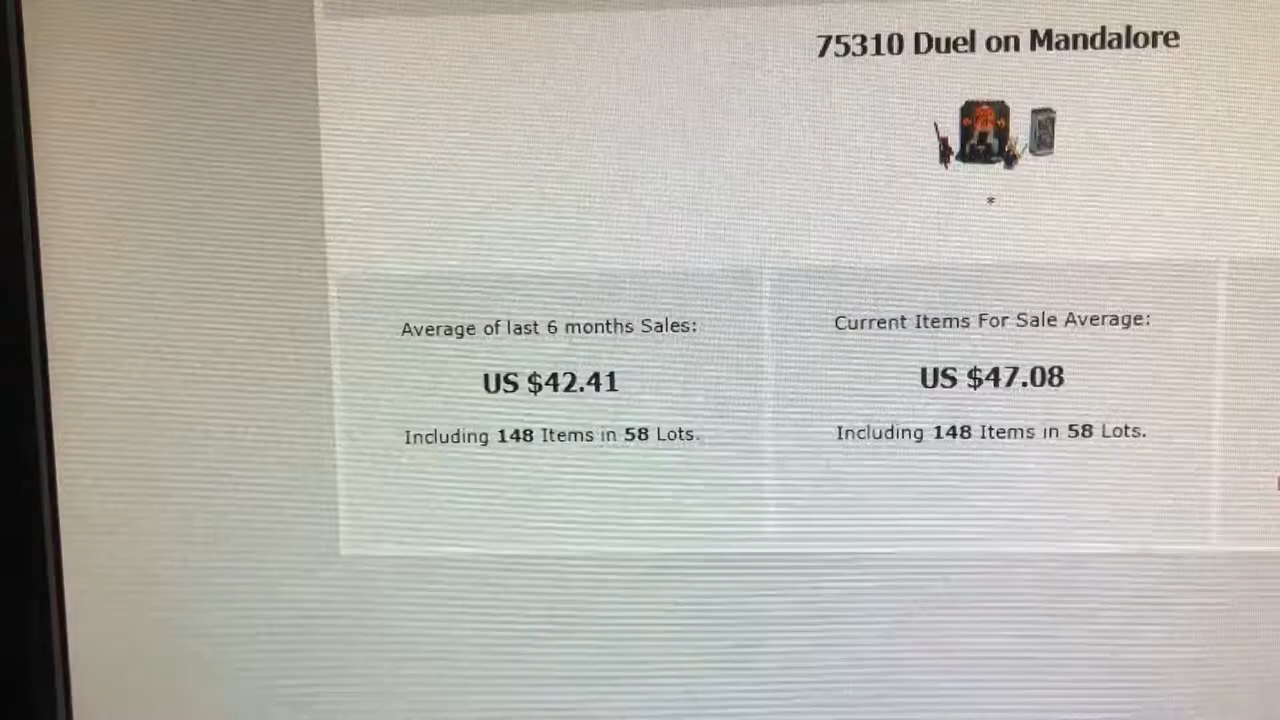 75310 Duel on Mandalore
*
Average of last 6 months Sales:
US $42.41
Including 148 Items in 58 Lots.
Current Items For Sale Average:
US $47.08
Including 148 Items in 58 Lots.